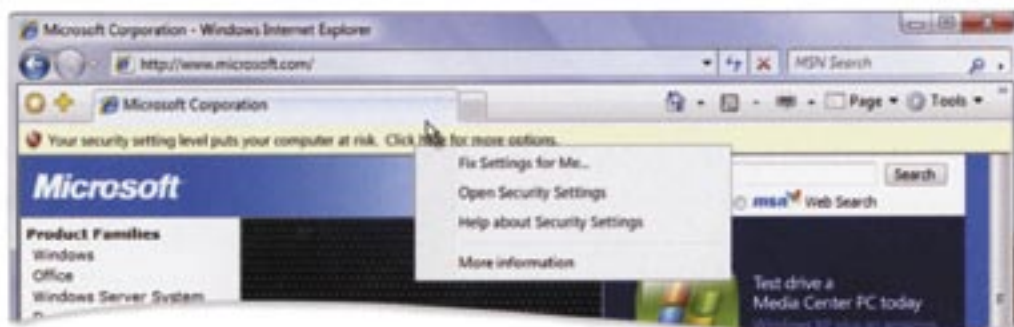 Microsoft Corporation - Windows Internet Explorer
http://www.microsoft.com/
MSN Search
Microsoft Corporation
Page
Tools
Your security setting level puts your computer at risk. Click here for more options.
Fix Settings for Me...
Open Security Settings
Help about Security Settings
More information
Microsoft
Search
msn Web Search
Product Families
Windows
Office
Windows Server System
Test drive a
Media Center PC today